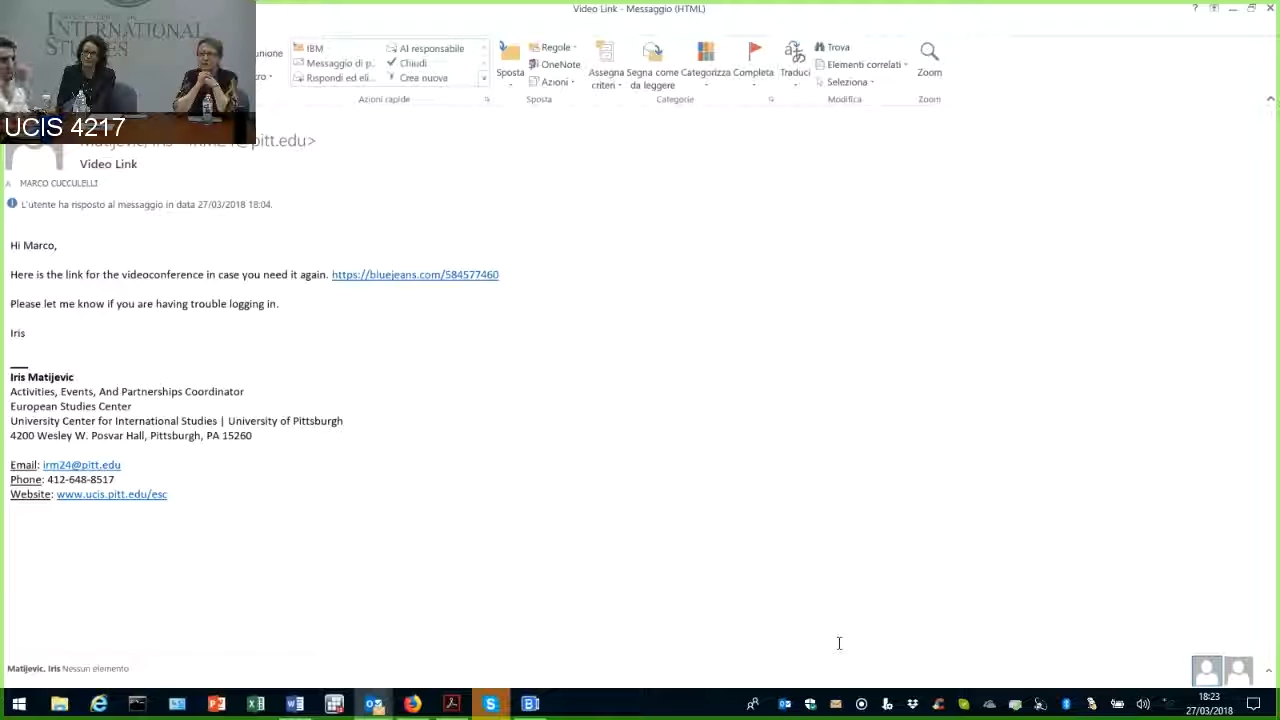 Video Link - Messaggio (HTML)
INTERNATIONAL
STUDIES
UCIS 4217
IBM
Al responsabile
Messaggio di p.
Chiudi
Rispondi ed eli
Crea nuova
Azioni rapide
Sposta
Regole
OneNote
Azioni
Sposta
Assegna criteri
Segna come da leggere
Categorizza
Completa
Categorie
Traduci
Trova
Elementi correlati
Seleziona
Modifica
Zoom
Zoom
@pitt.edu>
Video Link
A MARCO CUCCULELLI
L'utente ha risposto al messaggio in data 27/03/2018 18:04.
Hi Marco,
Here is the link for the videoconference in case you need it again. https://bluejeans.com/584577460
Please let me know if you are having trouble logging in.
Iris
Iris Matijevic
Activities, Events, And Partnerships Coordinator
European Studies Center
University Center for International Studies | University of Pittsburgh
4200 Wesley W. Posvar Hall, Pittsburgh, PA 15260
Email: irm24@pitt.edu
Phone: 412-648-8517
Website: www.ucis.pitt.edu/esc
Matijevic, Iris Nessun elemento
18:23
27/03/2018